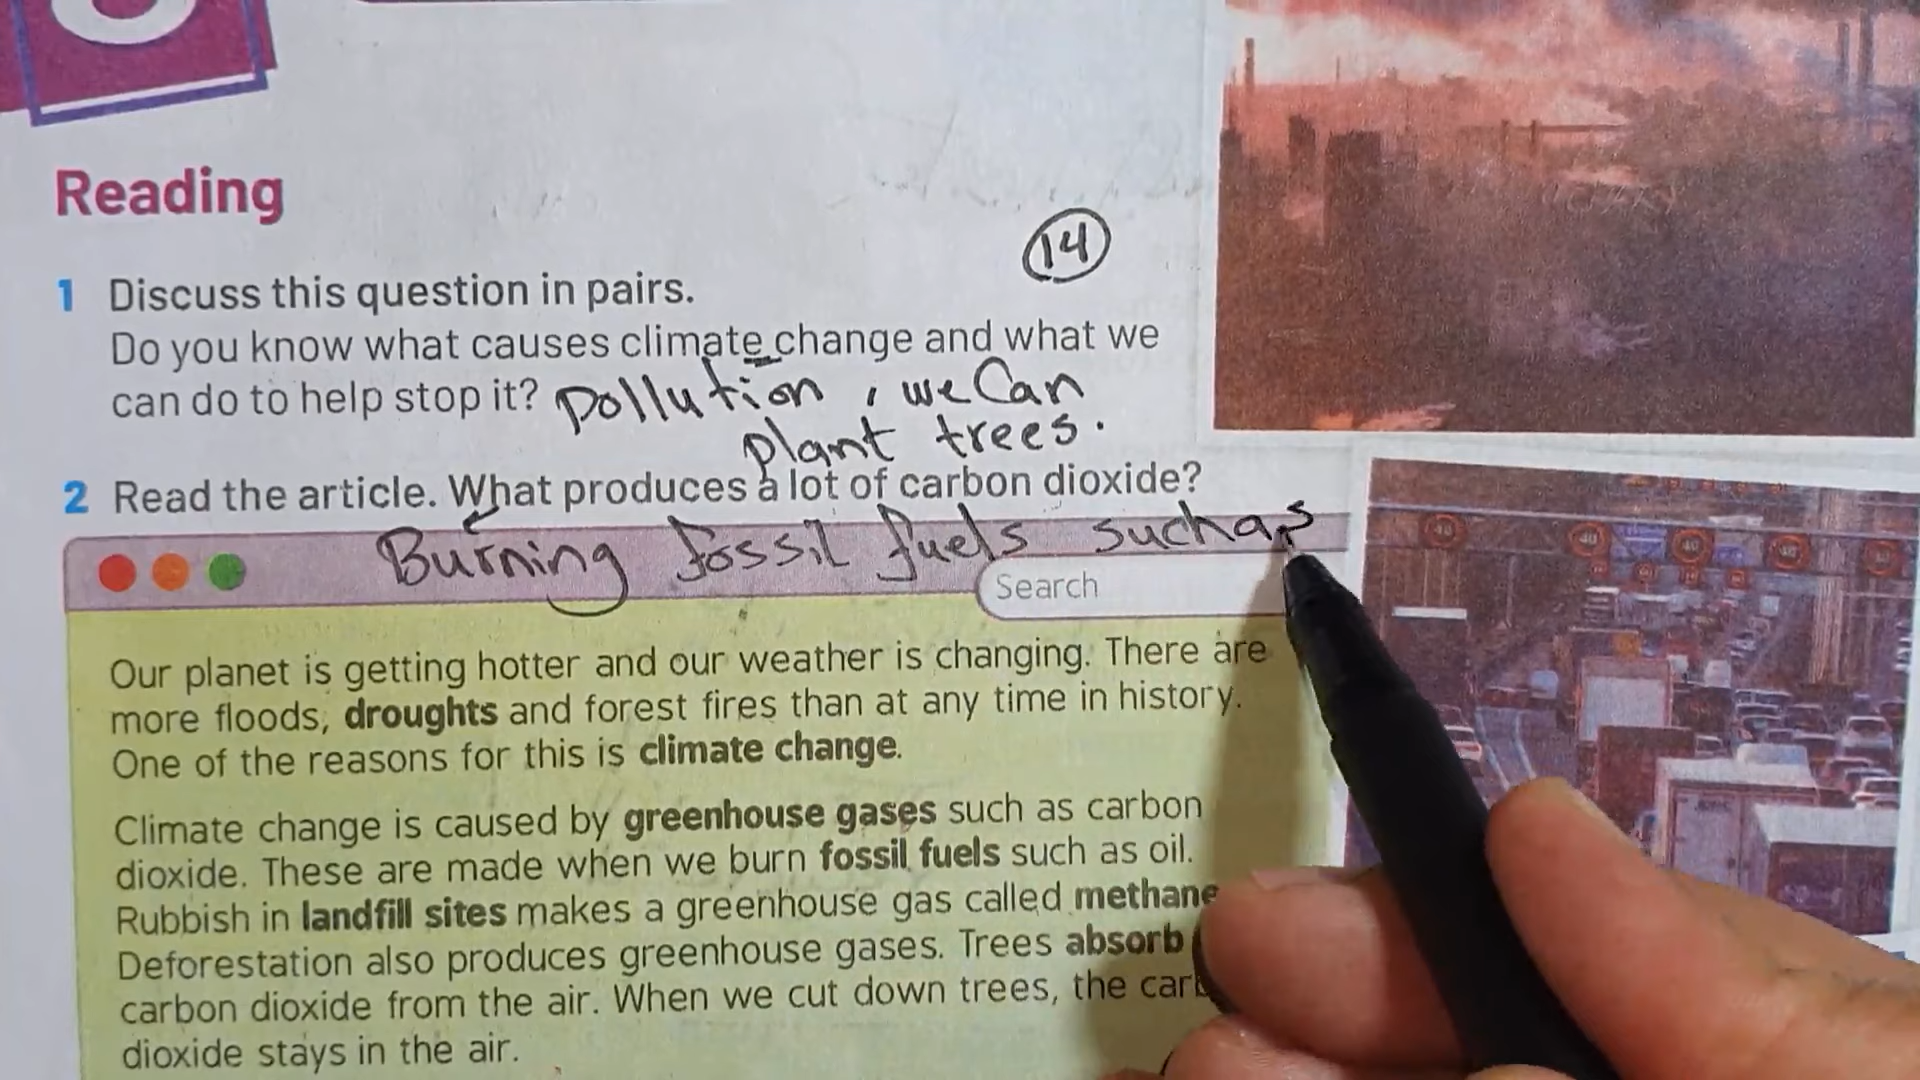 Reading
14
1 Discuss this question in pairs.
Do you know what causes climate change and what we
can do to help stop it? Pollution, we Can
plant trees.
2 Read the article. What produces a lot of carbon dioxide?
Burning fossil fuels such as
Search
Our planet is getting hotter and our weather is changing. There are
more floods, droughts and forest fires than at any time in history.
One of the reasons for this is climate change.
Climate change is caused by greenhouse gases such as carbon
dioxide. These are made when we burn fossil fuels such as oil.
Rubbish in landfill sites makes a greenhouse gas called methane
Deforestation also produces greenhouse gases. Trees absorb
carbon dioxide from the air. When we cut down trees, the carb
dioxide stays in the air.